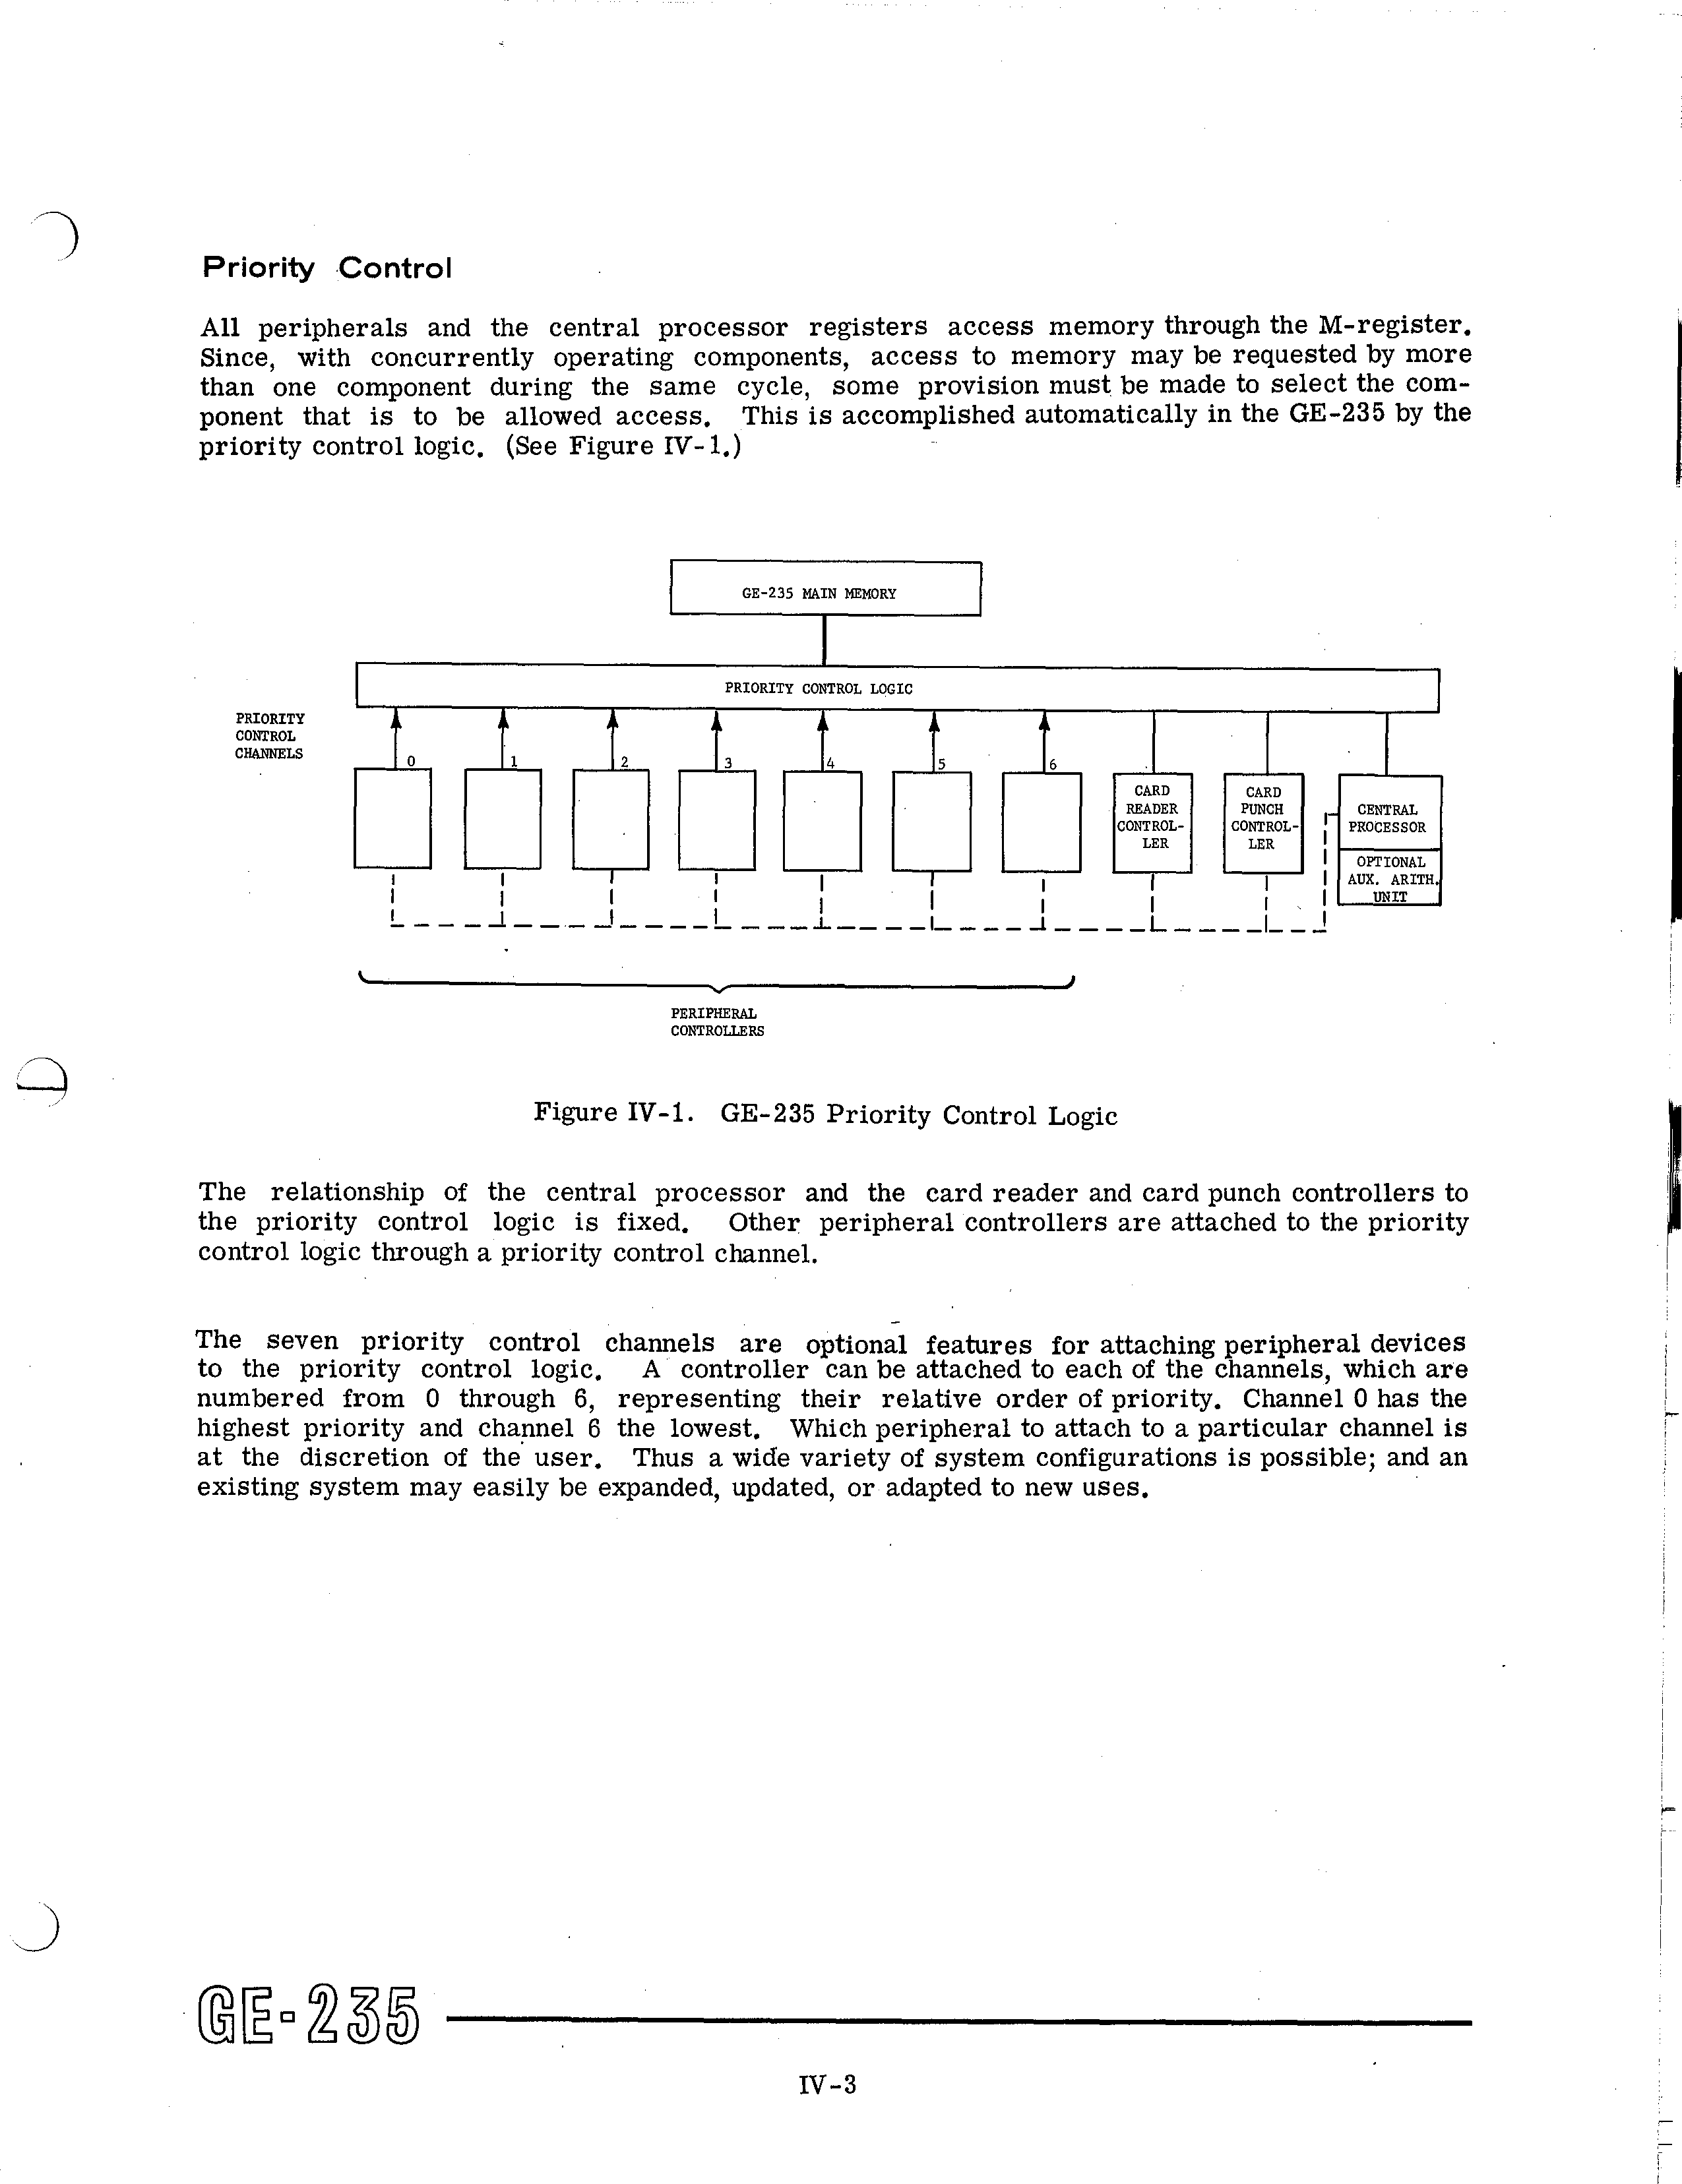 Priority Control
All peripherals and the central processor registers access memory through the M-register.
Since, with concurrently operating components, access to memory may be requested by more
than one component during the same cycle, some provision must be made to select the com-
ponent that is to be allowed access. This is accomplished automatically in the GE-235 by the
priority control logic. (See Figure IV-1.)
GE-235 MAIN MEMORY
PRIORITY CONTROL LOGIC
PRIORITY
CONTROL
CHANNELS
0 1 2 3 4 5 6
CARD
READER
CONTROL-
LER
CARD
PUNCH
CONTROL-
LER
CENTRAL
PROCESSOR
OPTIONAL
AUX. ARITH.
UNIT
PERIPHERAL
CONTROLLERS
Figure IV-1. GE-235 Priority Control Logic
The relationship of the central processor and the card reader and card punch controllers to
the priority control logic is fixed. Other peripheral controllers are attached to the priority
control logic through a priority control channel.
The seven priority control channels are optional features for attaching peripheral devices
to the priority control logic. A controller can be attached to each of the channels, which are
numbered from 0 through 6, representing their relative order of priority. Channel 0 has the
highest priority and channel 6 the lowest. Which peripheral to attach to a particular channel is
at the discretion of the user. Thus a wide variety of system configurations is possible; and an
existing system may easily be expanded, updated, or adapted to new uses.
GE-235
IV-3